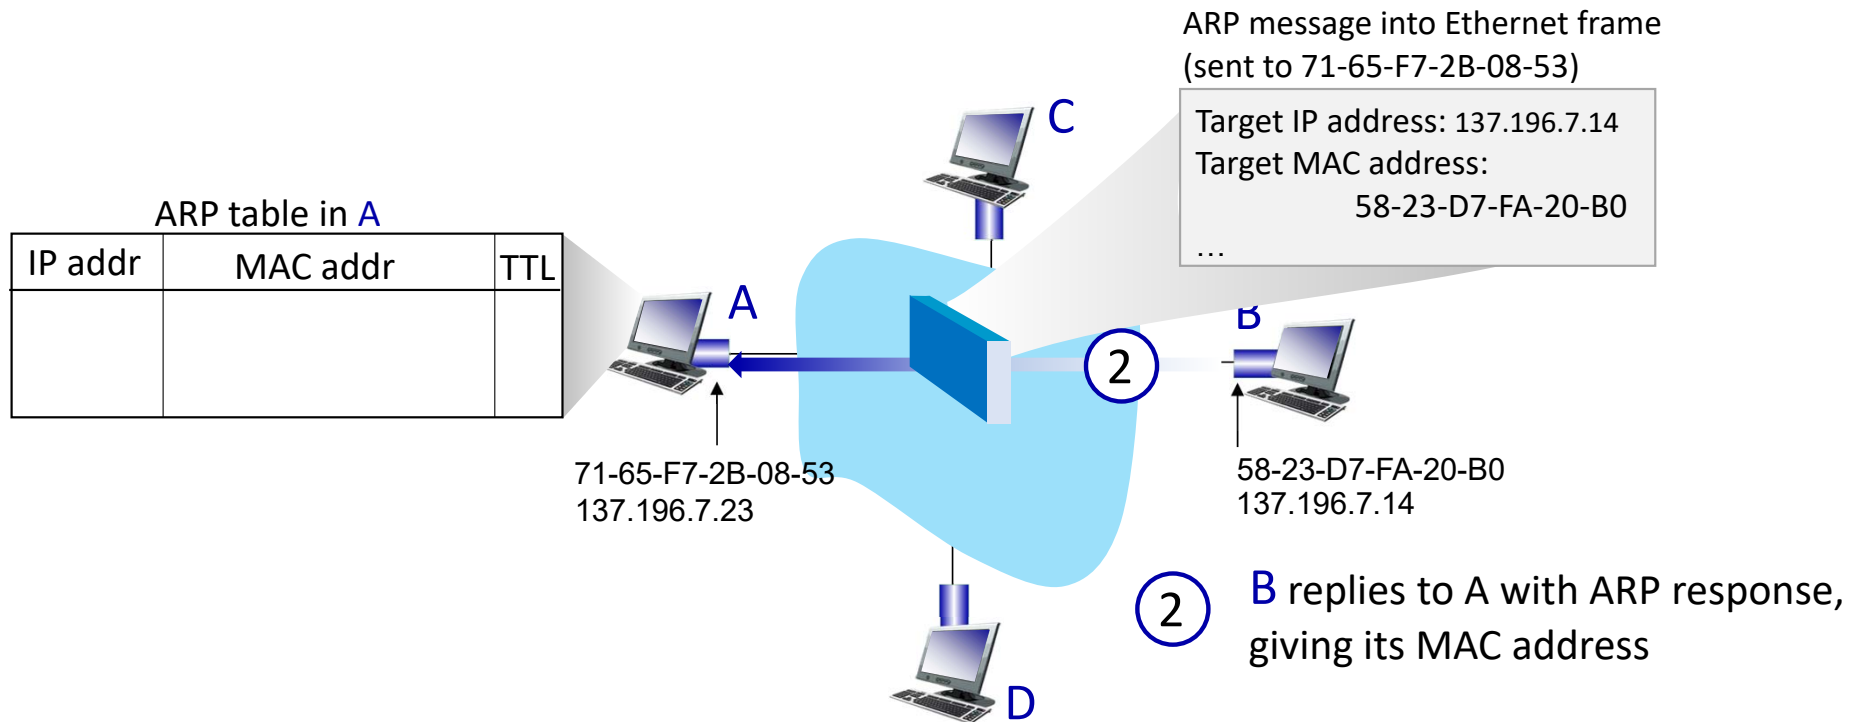 ARP message into Ethernet frame
(sent to 71-65-F7-2B-08-53)
Target IP address: 137.196.7.14
Target MAC address:
58-23-D7-FA-20-B0
...
C
ARP table in A
IP addr MAC addr TTL
A
B
2
71-65-F7-2B-08-53
137.196.7.23
58-23-D7-FA-20-B0
137.196.7.14
2 B replies to A with ARP response,
giving its MAC address
D